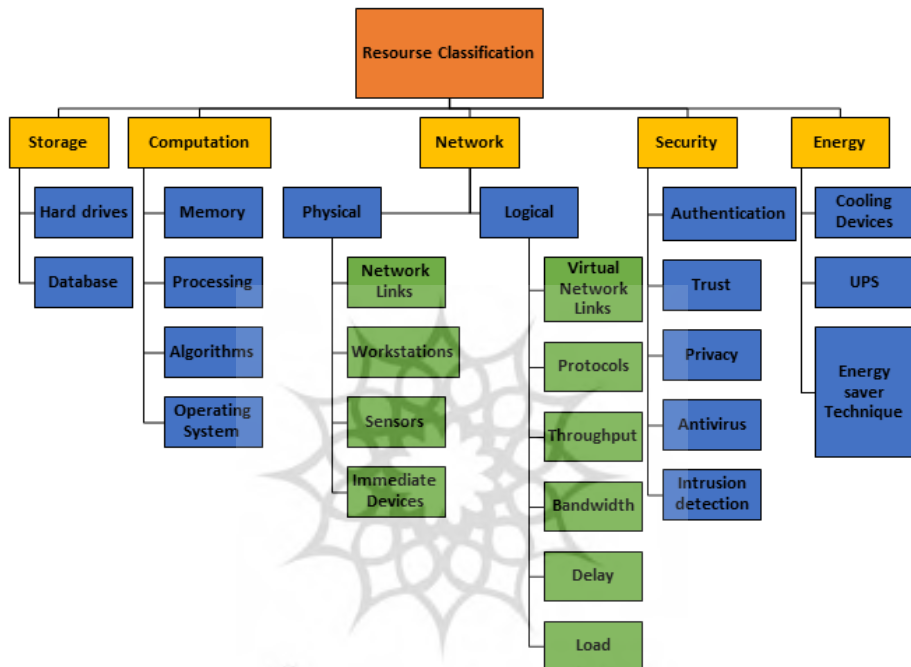 Resourse Classification
Storage
Computation
Network
Security
Energy
Hard drives
Database
Memory
Processing
Algorithms
Operating
System
Physical
Logical
Network
Links
Workstations
Sensors
Immediate
Devices
Virtual
Network
Links
Protocols
Throughput
Bandwidth
Delay
Load
Authentication
Trust
Privacy
Antivirus
Intrusion
detection
Cooling
Devices
UPS
Energy
saver
Technique